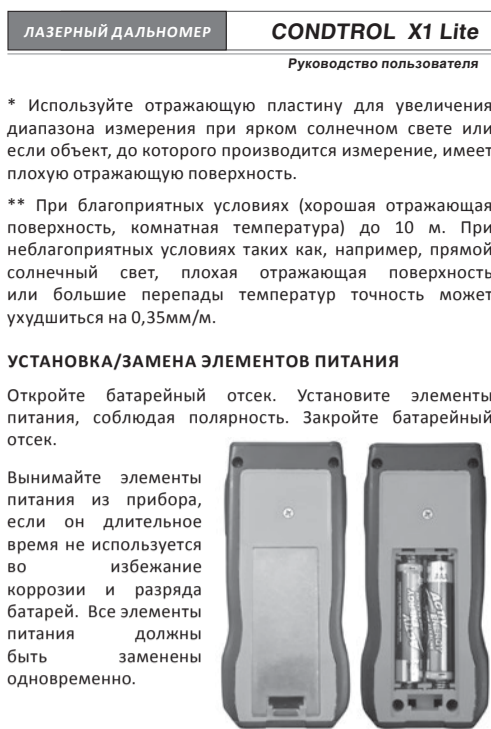 ЛАЗЕРНЫЙ ДАЛЬНОМЕР
CONDTROL X1 Lite
Руководство пользователя
* Используйте отражающую пластину для увеличения
диапазона измерения при ярком солнечном свете или
если объект, до которого производится измерение, имеет
плохую отражающую поверхность.
** При благоприятных условиях (хорошая отражающая
поверхность, комнатная температура) до 10 м. При
неблагоприятных условиях таких как, например, прямой
солнечный свет, плохая отражающая поверхность
или большие перепады температур точность может
ухудшиться на 0,35мм/м.
УСТАНОВКА/ЗАМЕНА ЭЛЕМЕНТОВ ПИТАНИЯ
Откройте батарейный отсек. Установите элементы
питания, соблюдая полярность. Закройте батарейный
отсек.
Вынимайте элементы
питания из прибора,
если он длительное
время не используется
во избежание
коррозии и разряда
батарей. Все элементы
питания должны
быть заменены
одновременно.